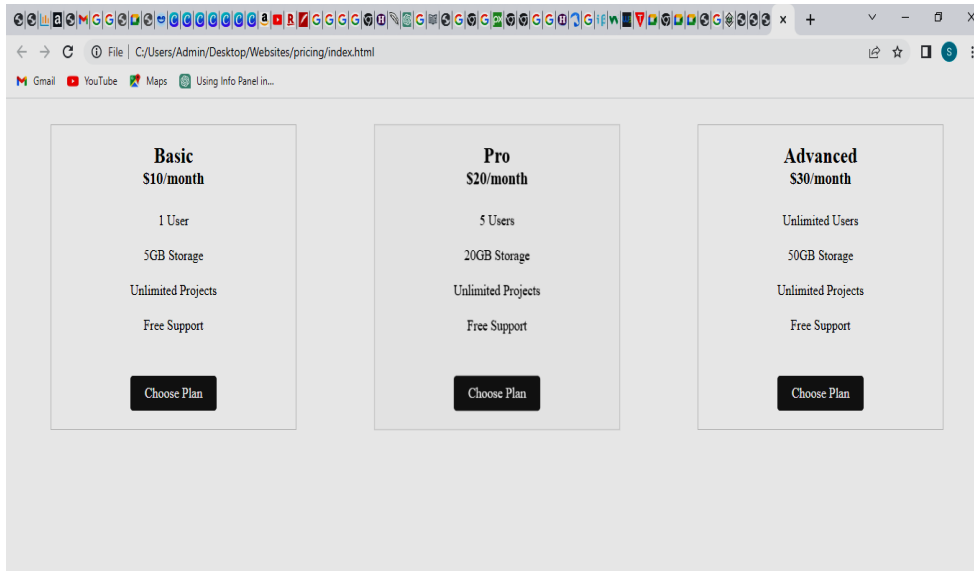 File C:/Users/Admin/Desktop/Websites/pricing/index.html
S
Gmail YouTube Maps Using Info Panel in...
Basic
$10/month
1 User
5GB Storage
Unlimited Projects
Free Support
Choose Plan
Pro
$20/month
5 Users
20GB Storage
Unlimited Projects
Free Support
Choose Plan
Advanced
$30/month
Unlimited Users
50GB Storage
Unlimited Projects
Free Support
Choose Plan